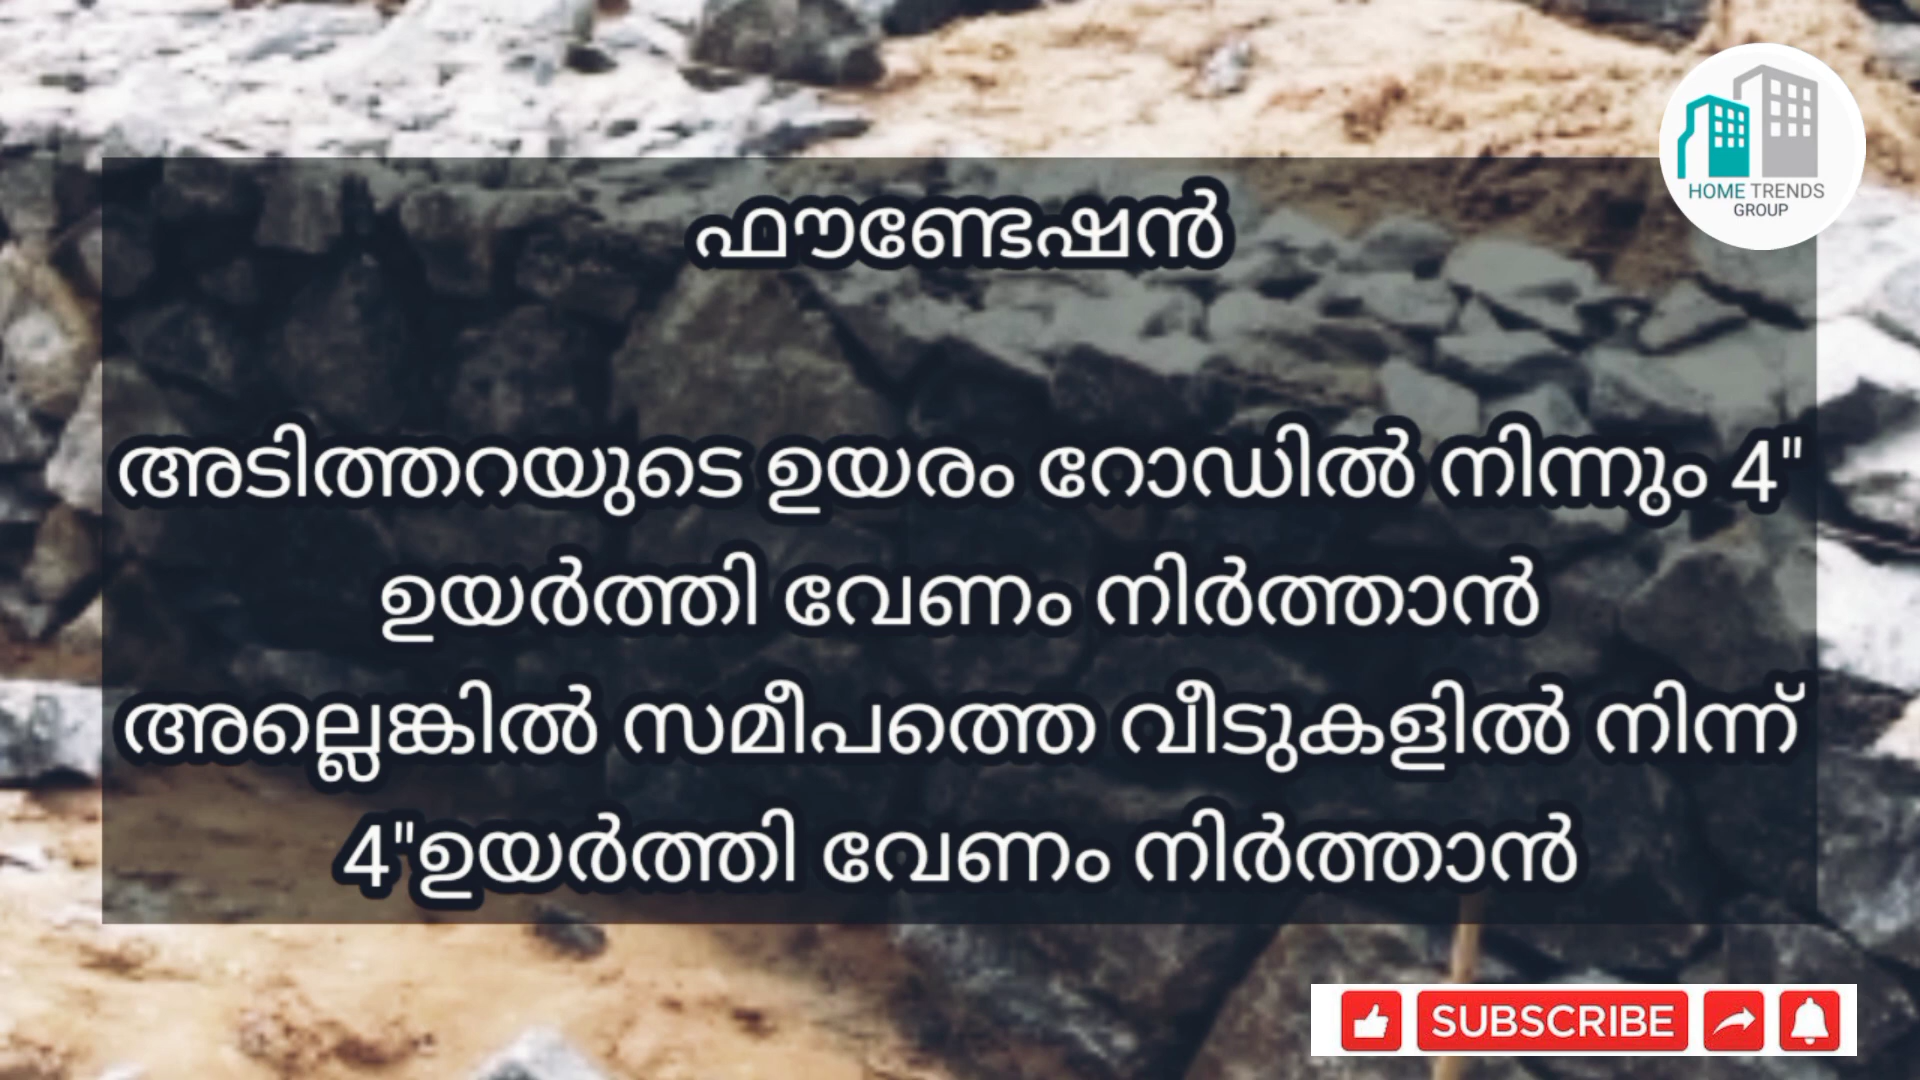 HOME TRENDS
GROUP
ഫൗണ്ടേഷൻ
അടിത്തറയുടെ ഉയരം റോഡിൽ നിന്നും 4"
ഉയർത്തി വേണം നിർത്താൻ
അല്ലെങ്കിൽ സമീപത്തെ വീടുകളിൽ നിന്ന്
4"ഉയർത്തി വേണം നിർത്താൻ
SUBSCRIBE